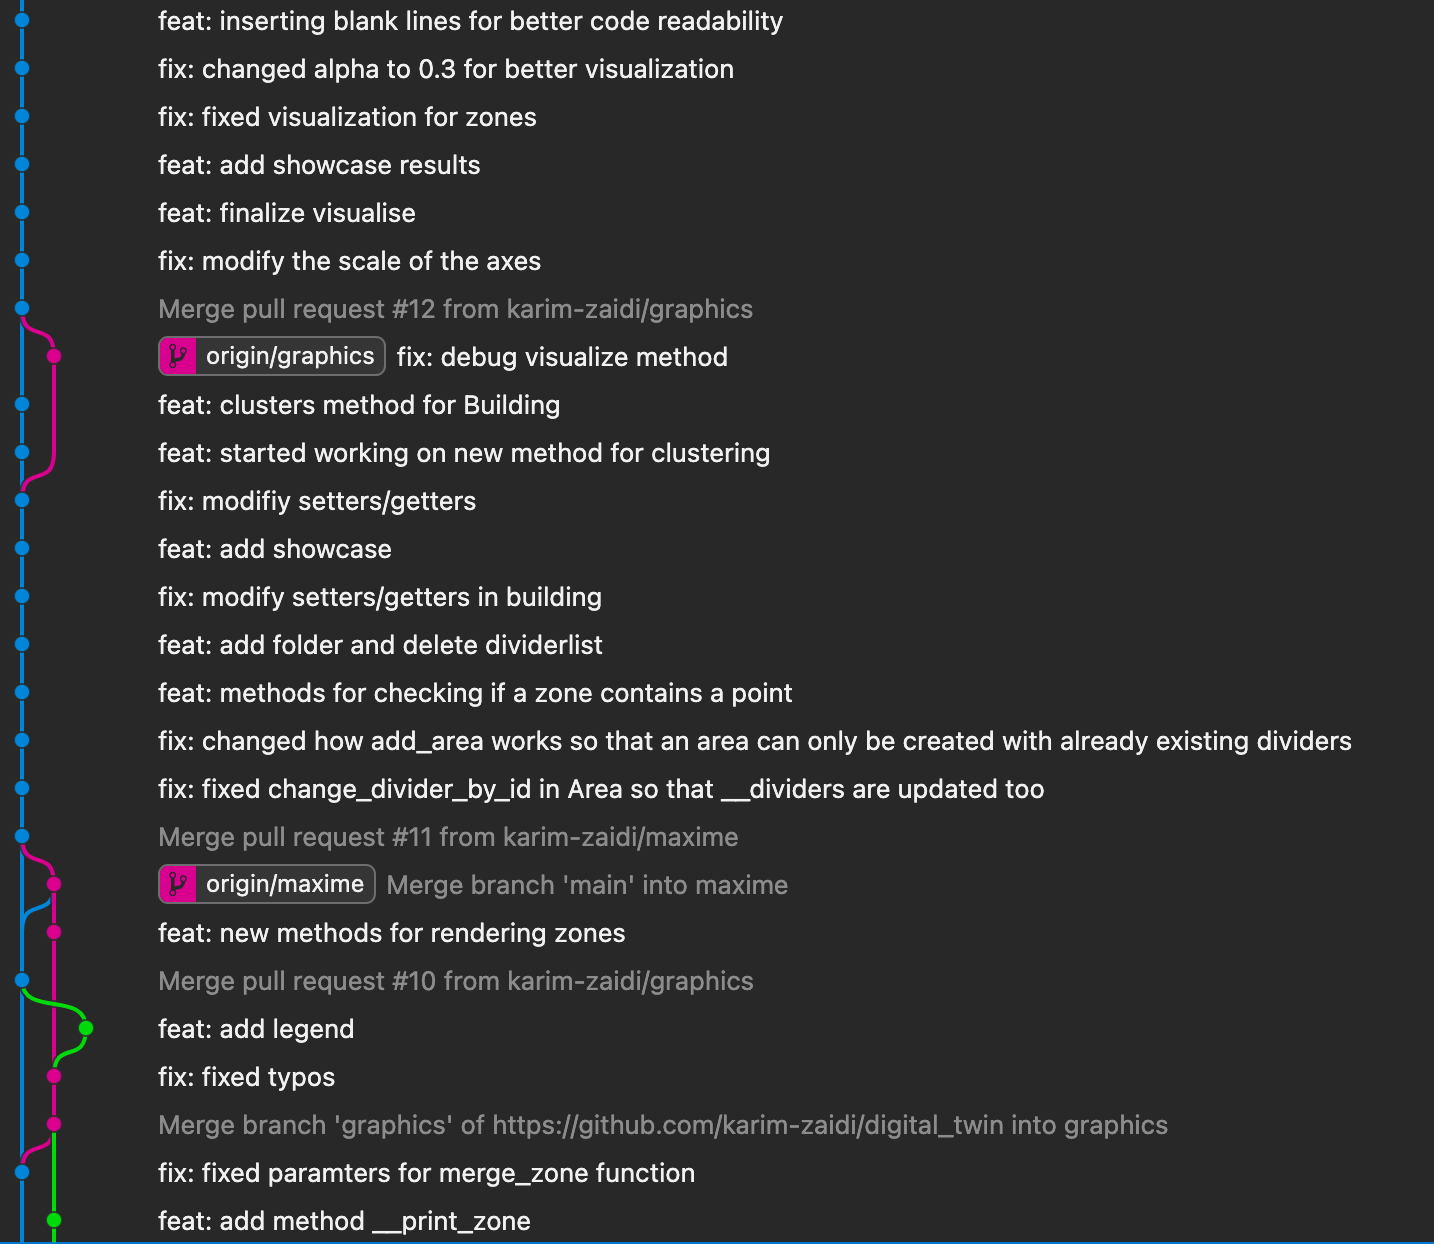 feat: inserting blank lines for better code readability
fix: changed alpha to 0.3 for better visualization
fix: fixed visualization for zones
feat: add showcase results
feat: finalize visualise
fix: modify the scale of the axes
Merge pull request #12 from karim-zaidi/graphics
origin/graphics fix: debug visualize method
feat: clusters method for Building
feat: started working on new method for clustering
fix: modifiy setters/getters
feat: add showcase
fix: modify setters/getters in building
feat: add folder and delete dividerlist
feat: methods for checking if a zone contains a point
fix: changed how add_area works so that an area can only be created with already existing dividers
fix: fixed change_divider_by_id in Area so that __dividers are updated too
Merge pull request #11 from karim-zaidi/maxime
origin/maxime Merge branch 'main' into maxime
feat: new methods for rendering zones
Merge pull request #10 from karim-zaidi/graphics
feat: add legend
fix: fixed typos
Merge branch 'graphics' of https://github.com/karim-zaidi/digital_twin into graphics
fix: fixed paramters for merge_zone function
feat: add method __print_zone